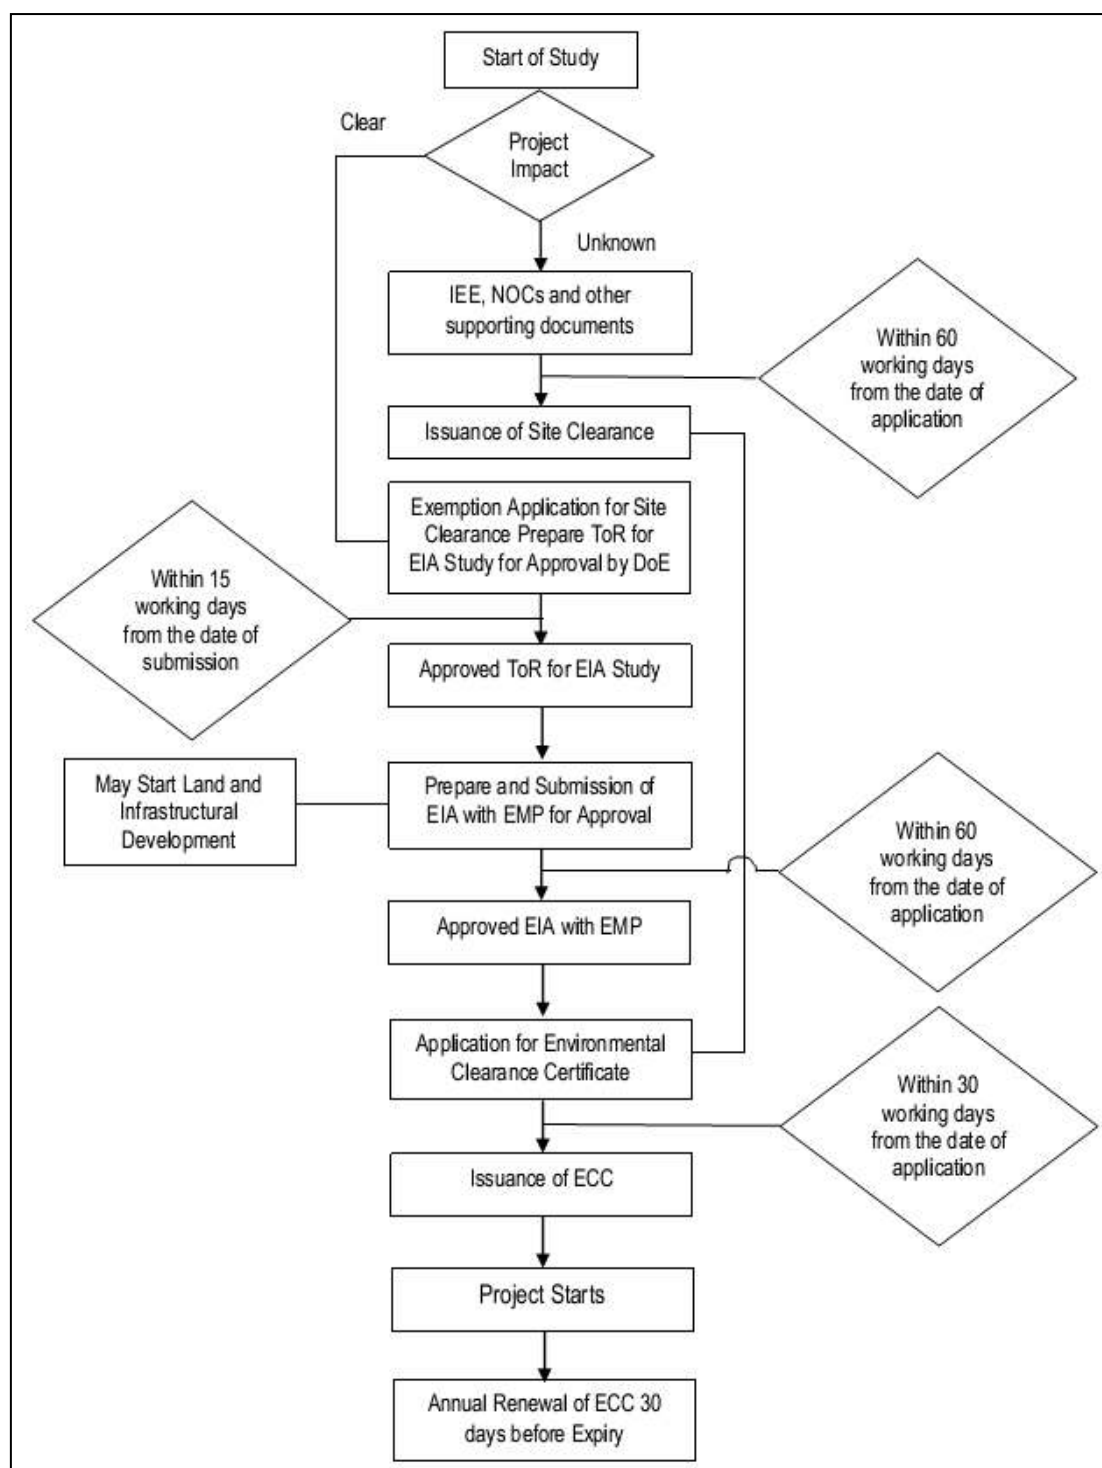 Start of Study
Clear
Project
Impact
Unknown
IEE, NOCs and other
supporting documents
Within 60
working days
from the date of
application
Issuance of Site Clearance
Exemption Application for Site
Clearance Prepare ToR for
EIA Study for Approval by DoE
Within 15
working days
from the date of
submission
Approved ToR for EIA Study
May Start Land and
Infrastructural
Development
Prepare and Submission of
EIA with EMP for Approval
Within 60
working days
from the date of
application
Approved EIA with EMP
Application for Environmental
Clearance Certificate
Within 30
working days
from the date of
application
Issuance of ECC
Project Starts
Annual Renewal of ECC 30
days before Expiry